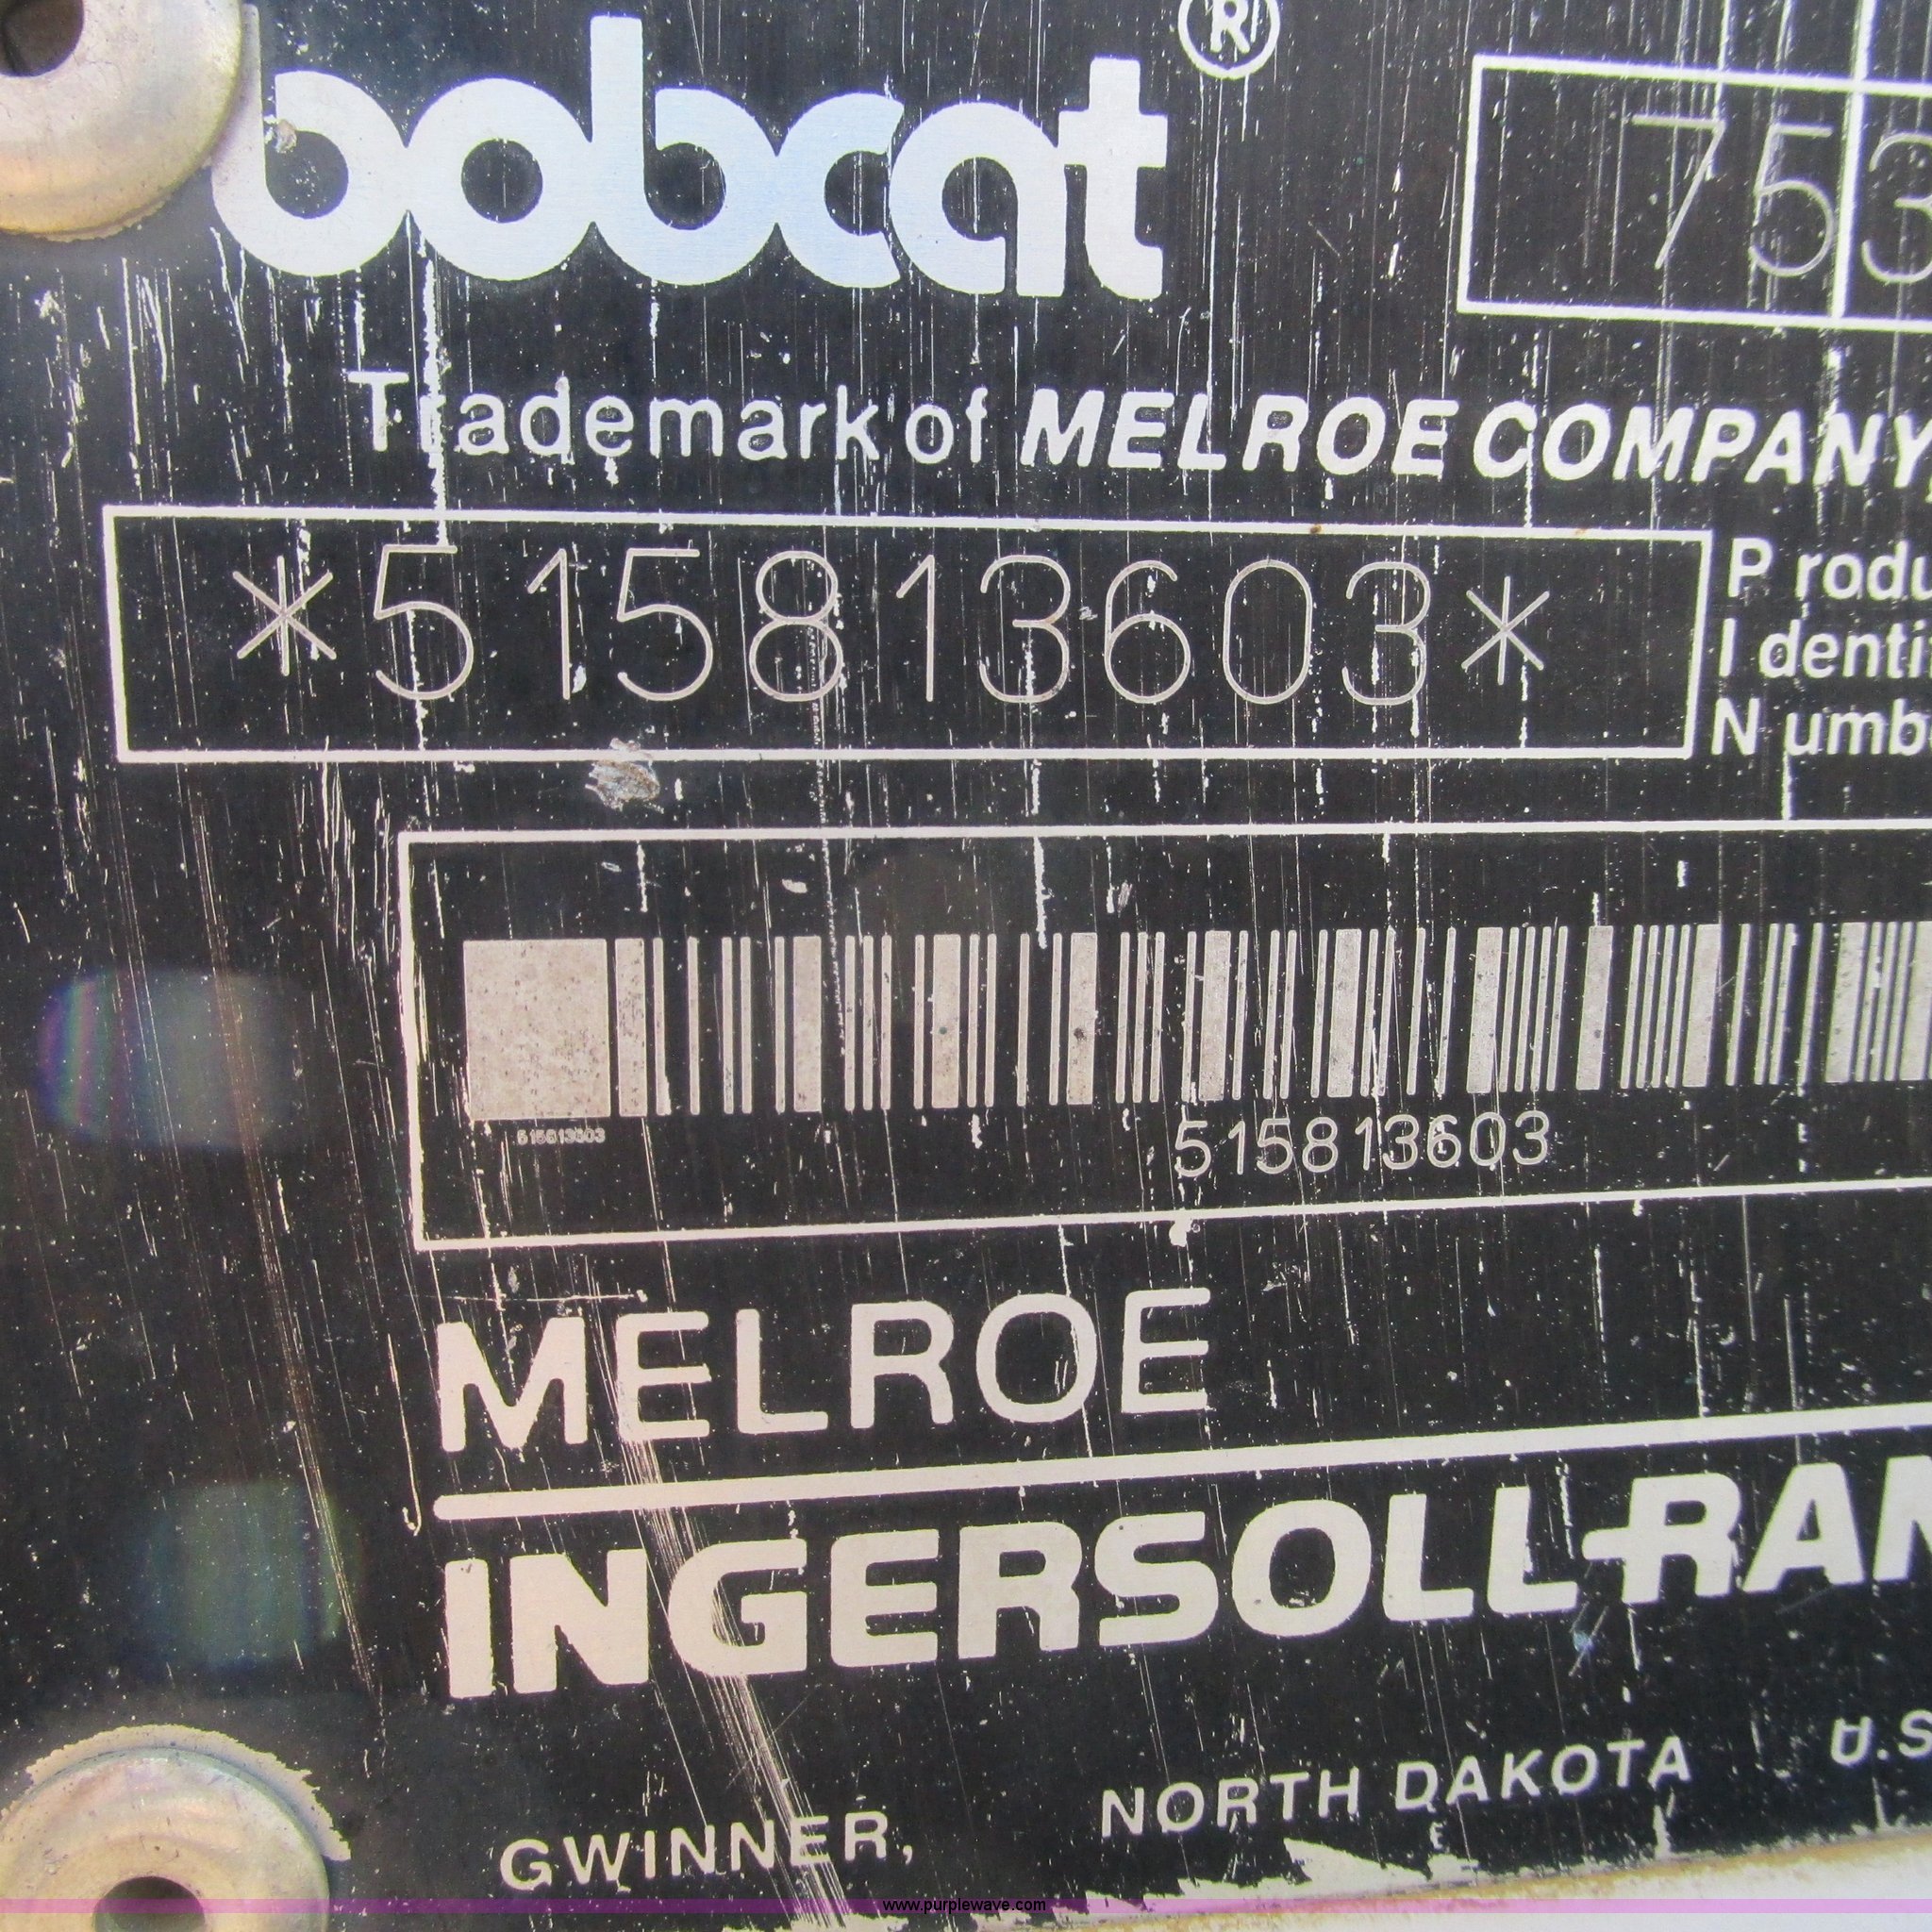 bobcat ®
753
Trademark of MELROE COMPANY
*515813603*
Produ
Identi
Numb
515813603
515813603
MELROE
INGERSOLL-RAN
GWINNER, NORTH DAKOTA U.S
www.purplewave.com